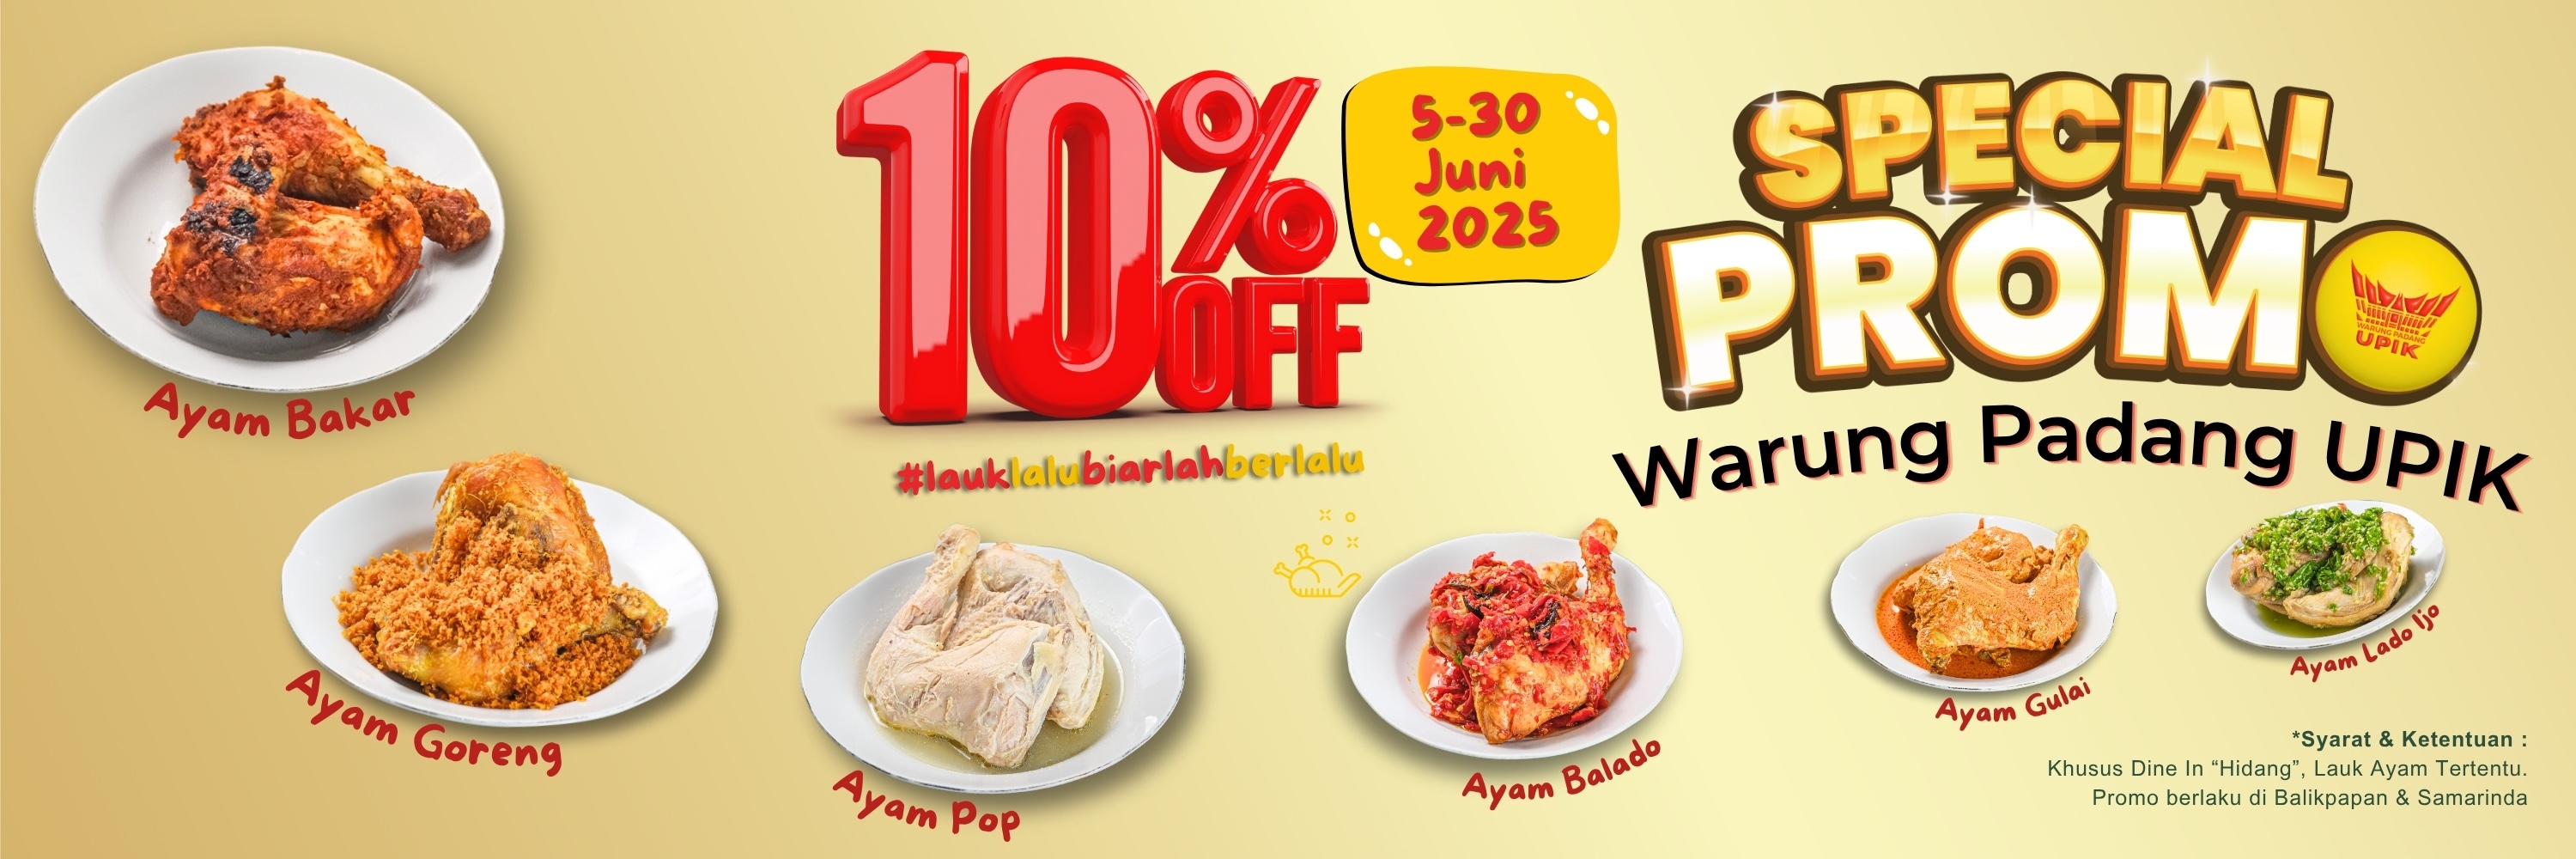 10%
OFF
5-30
Juni
2025
SPECIAL
PROMO
WARUNG PADANG
UPIK
Warung Padang UPIK
#lauklalubiarlahberlalu
Ayam Bakar
Ayam Goreng
Ayam Pop
Ayam Balado
Ayam Gulai
Ayam Lado Ijo
*Syarat & Ketentuan :
Khusus Dine In “Hidang”, Lauk Ayam Tertentu.
Promo berlaku di Balikpapan & Samarinda